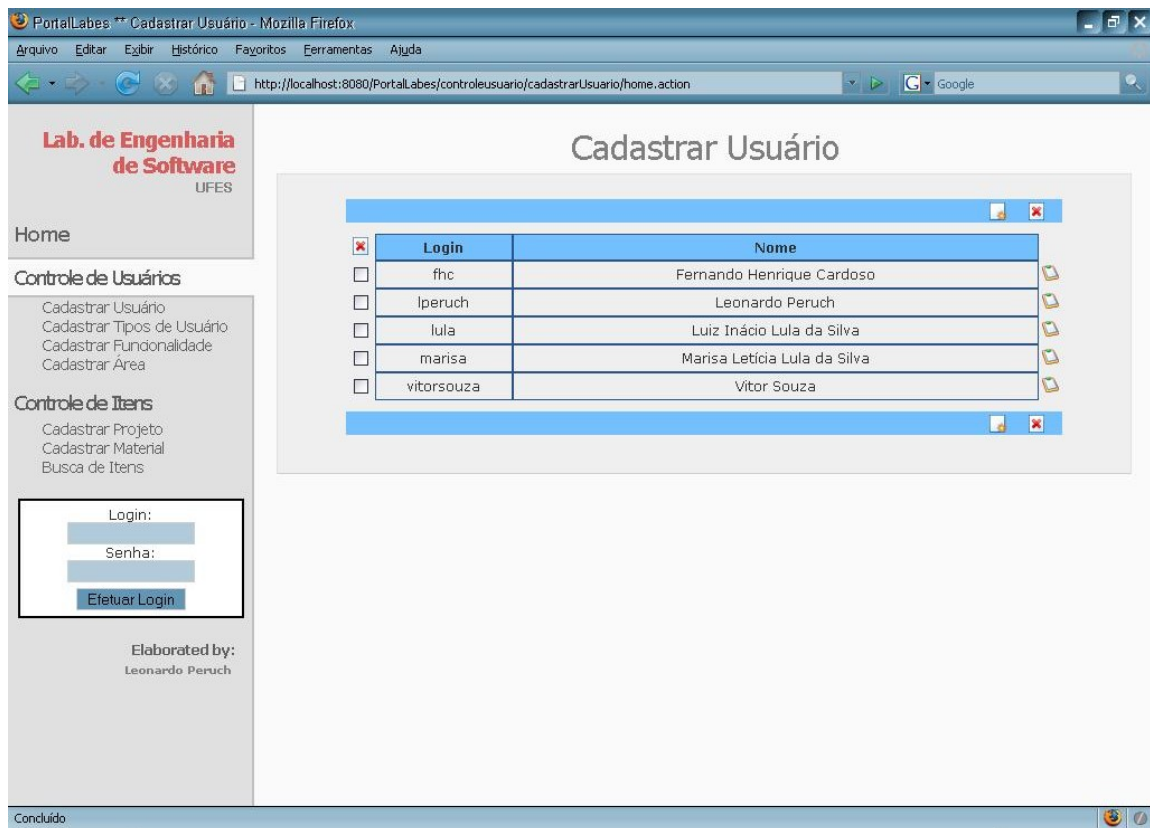 PortalLabes ** Cadastrar Usuário - Mozilla Firefox
Arquivo Editar Exibir Histórico Favoritos Ferramentas Ajuda
http://localhost:8080/PortalLabes/controleusuario/cadastrarUsuario/home.action
G Google
Lab. de Engenharia
de Software
UFES
Home
Controle de Usuários
Cadastrar Usuário
Cadastrar Tipos de Usuário
Cadastrar Funcionalidade
Cadastrar Área
Controle de Itens
Cadastrar Projeto
Cadastrar Material
Busca de Itens
Login:
Senha:
Efetuar Login
Elaborated by:
Leonardo Peruch
Cadastrar Usuário
Login Nome
fhc Fernando Henrique Cardoso
lperuch Leonardo Peruch
lula Luiz Inácio Lula da Silva
marisa Marisa Letícia Lula da Silva
vitorsouza Vitor Souza
Concluído